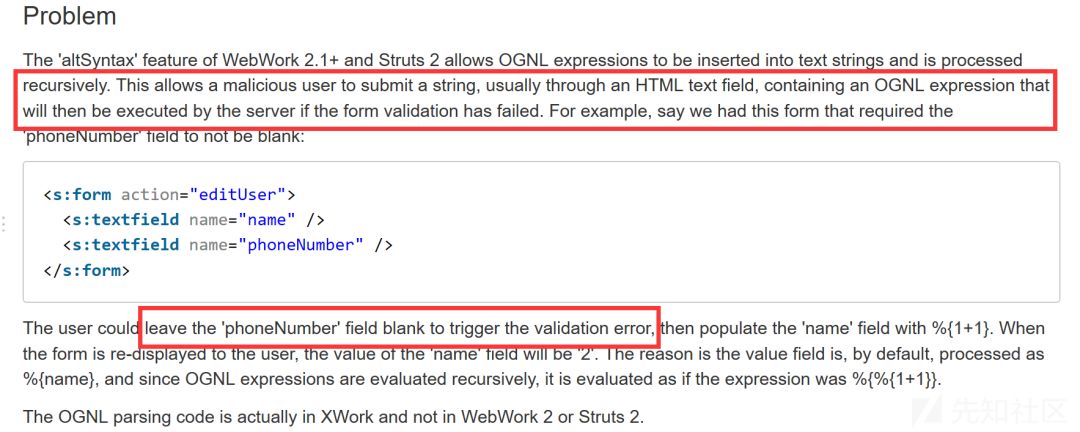 Problem
The 'altSyntax' feature of WebWork 2.1+ and Struts 2 allows OGNL expressions to be inserted into text strings and is processed
recursively. This allows a malicious user to submit a string, usually through an HTML text field, containing an OGNL expression that
will then be executed by the server if the form validation has failed. For example, say we had this form that required the
'phoneNumber' field to not be blank:
<s:form action="editUser">
  <s:textfield name="name" />
  <s:textfield name="phoneNumber" />
</s:form>
The user could leave the 'phoneNumber' field blank to trigger the validation error, then populate the 'name' field with %{1+1}. When
the form is re-displayed to the user, the value of the 'name' field will be '2'. The reason is the value field is, by default, processed as
%{name}, and since OGNL expressions are evaluated recursively, it is evaluated as if the expression was %{%{1+1}}.
The OGNL parsing code is actually in XWork and not in WebWork 2 or Struts 2.
先知社区